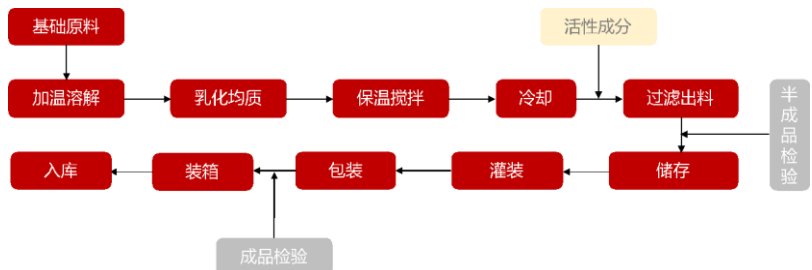 基础原料
活性成分
加温溶解
乳化均质
保温搅拌
冷却
过滤出料
半成品检验
入库
装箱
包装
灌装
储存
成品检验